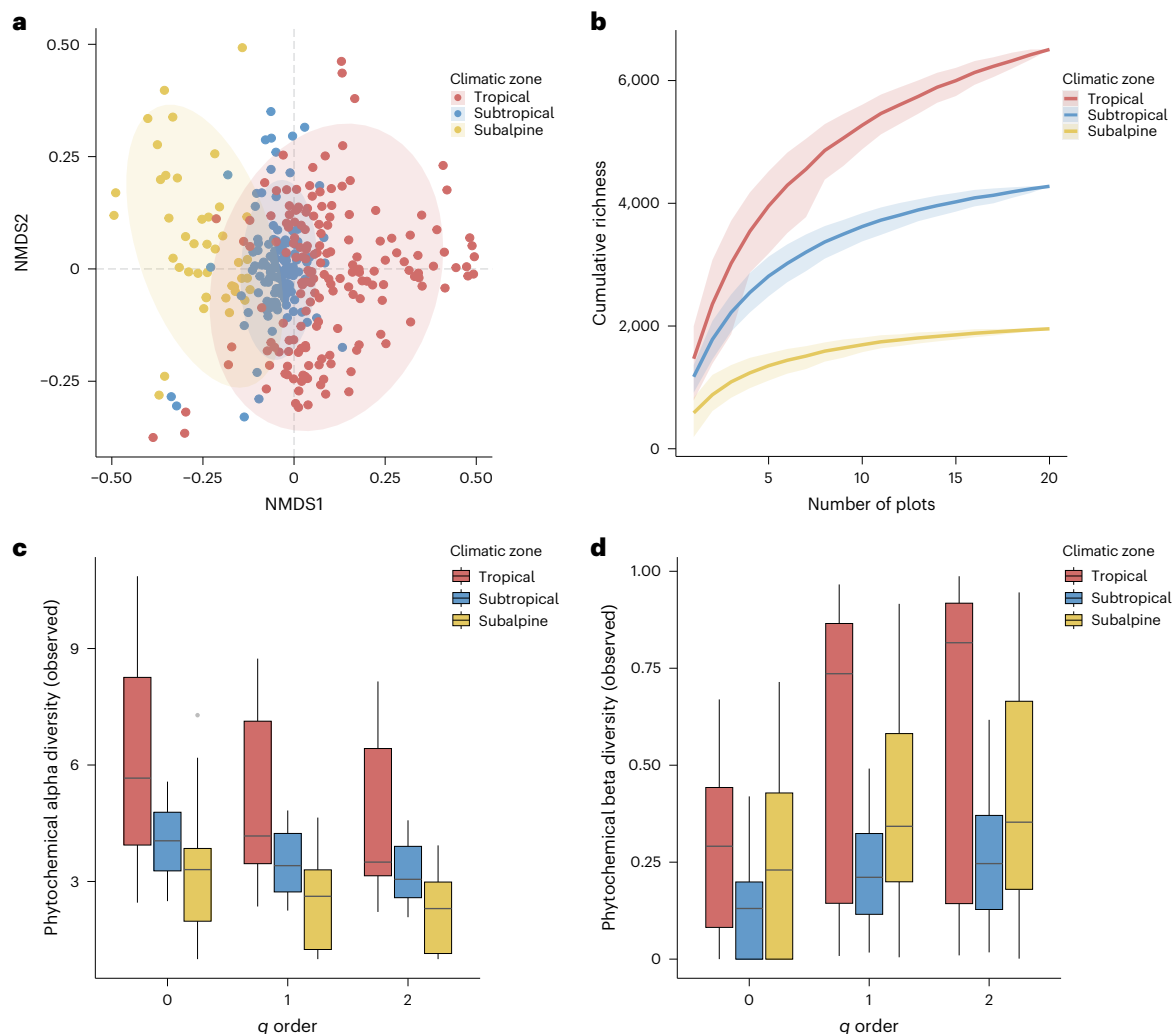 a
0.50
0.25
0
−0.25
NMDS2
−0.50
−0.25
0
0.25
0.50
NMDS1
Climatic zone
Tropical
Subtropical
Subalpine
b
6,000
4,000
2,000
0
Cumulative richness
5
10
15
20
Number of plots
Climatic zone
Tropical
Subtropical
Subalpine
c
9
6
3
Phytochemical alpha diversity (observed)
0
1
2
q order
Climatic zone
Tropical
Subtropical
Subalpine
d
1.00
0.75
0.50
0.25
0
Phytochemical beta diversity (observed)
0
1
2
q order
Climatic zone
Tropical
Subtropical
Subalpine